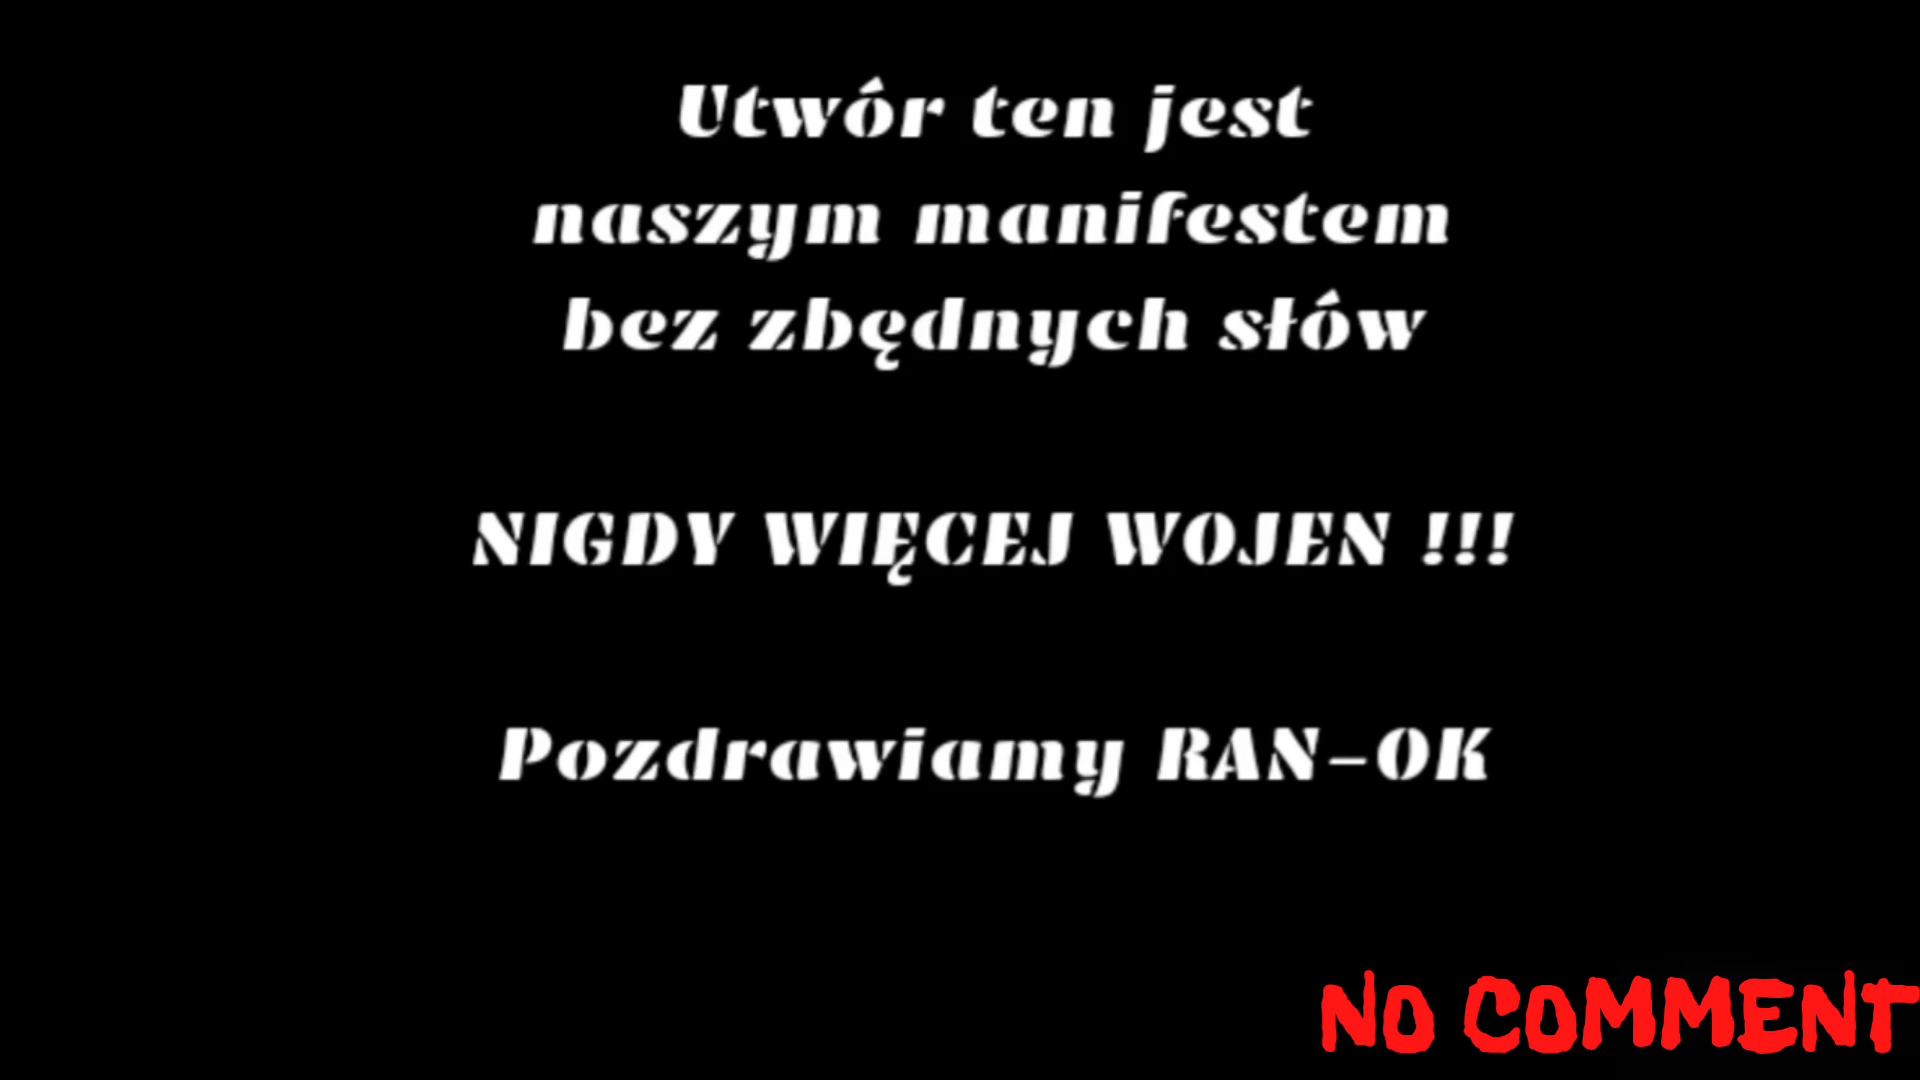 Utwór ten jest
naszym manifestem
bez zbędnych słów
NIGDY WIĘCEJ WOJEN !!!
Pozdrawiamy RAN-OK
NO COMMENT